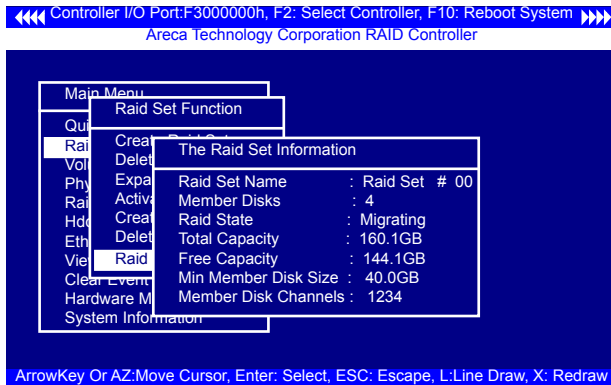 Controller I/O Port:F3000000h, F2: Select Controller, F10: Reboot System
Areca Technology Corporation RAID Controller
Main Menu
Raid Set Function
The Raid Set Information
Raid Set Name : Raid Set # 00
Member Disks : 4
Raid State : Migrating
Total Capacity : 160.1GB
Free Capacity : 144.1GB
Min Member Disk Size : 40.0GB
Member Disk Channels : 1234
Raid
Clear Event
Hardware M
System Information
ArrowKey Or AZ:Move Cursor, Enter: Select, ESC: Escape, L:Line Draw, X: Redraw